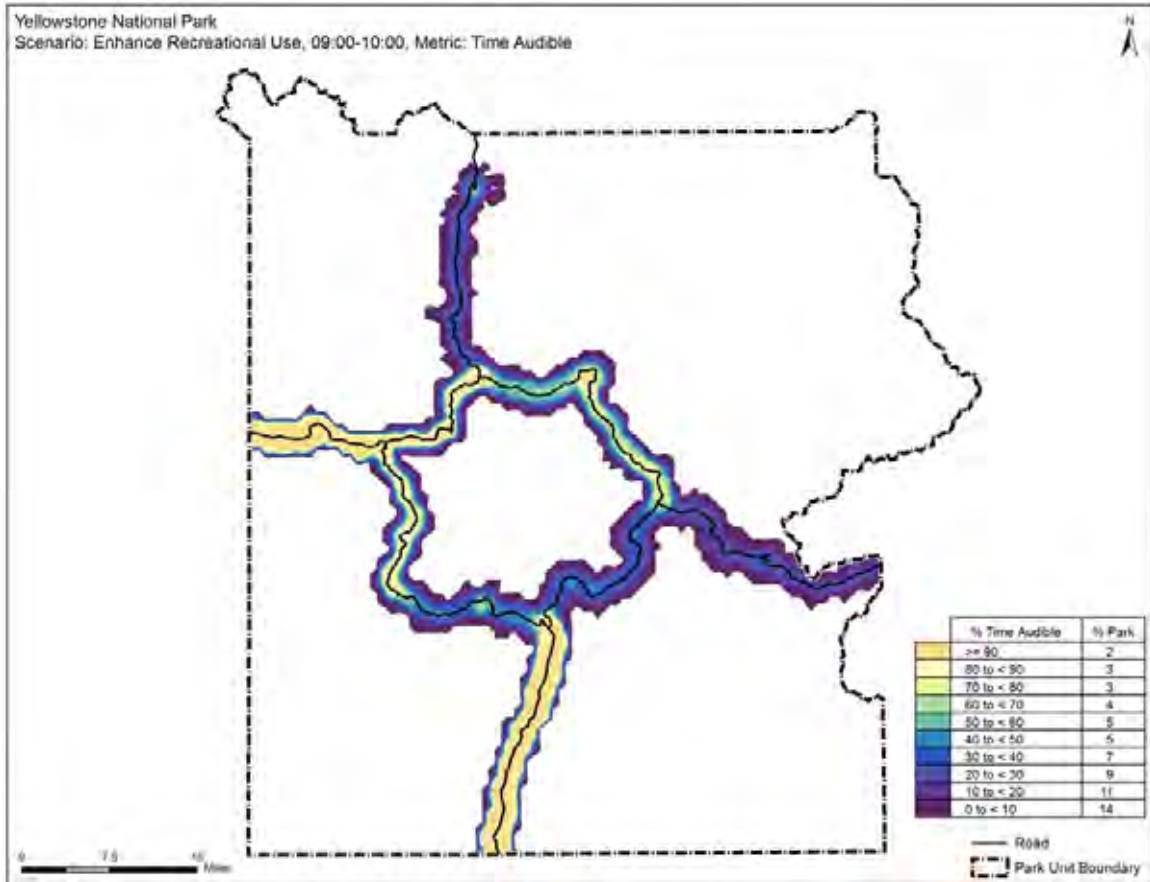 Yellowstone National Park
Scenario: Enhance Recreational Use, 09:00-10:00, Metric: Time Audible
N
% Time Audible % Park
>= 90 2
80 to < 90 3
70 to < 80 3
60 to < 70 4
50 to < 60 5
40 to < 50 5
30 to < 40 7
20 to < 30 9
10 to < 20 11
0 to < 10 14
Road
Park Unit Boundary
0 7.5 15
Miles